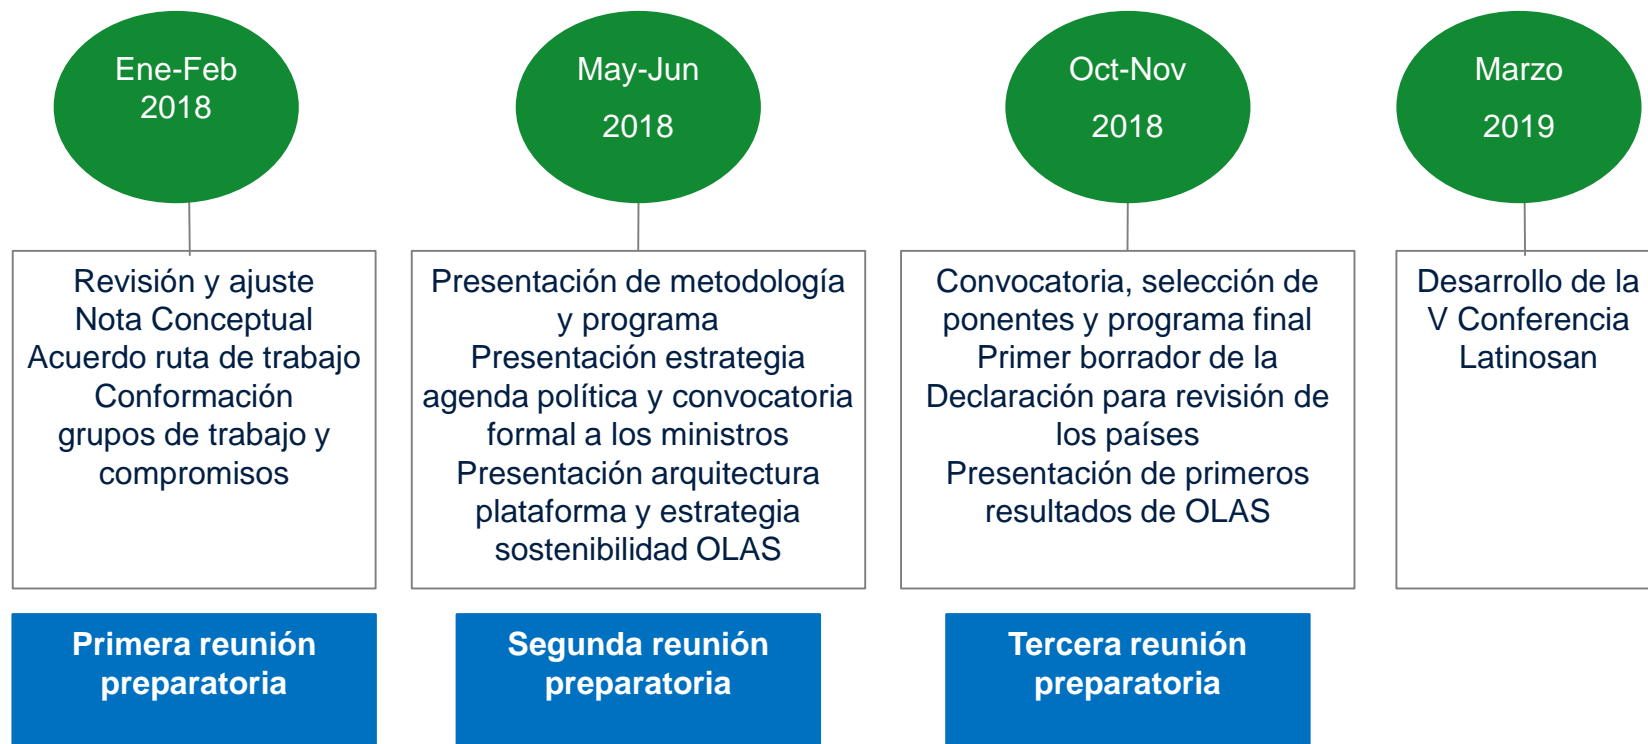 Ene-Feb
2018
May-Jun
2018
Oct-Nov
2018
Marzo
2019
Revisión y ajuste
Nota Conceptual
Acuerdo ruta de trabajo
Conformación
grupos de trabajo y
compromisos
Presentación de metodología
y programa
Presentación estrategia
agenda política y convocatoria
formal a los ministros
Presentación arquitectura
plataforma y estrategia
sostenibilidad OLAS
Convocatoria, selección de
ponentes y programa final
Primer borrador de la
Declaración para revisión de
los países
Presentación de primeros
resultados de OLAS
Desarrollo de la
V Conferencia
Latinosan
Primera reunión
preparatoria
Segunda reunión
preparatoria
Tercera reunión
preparatoria